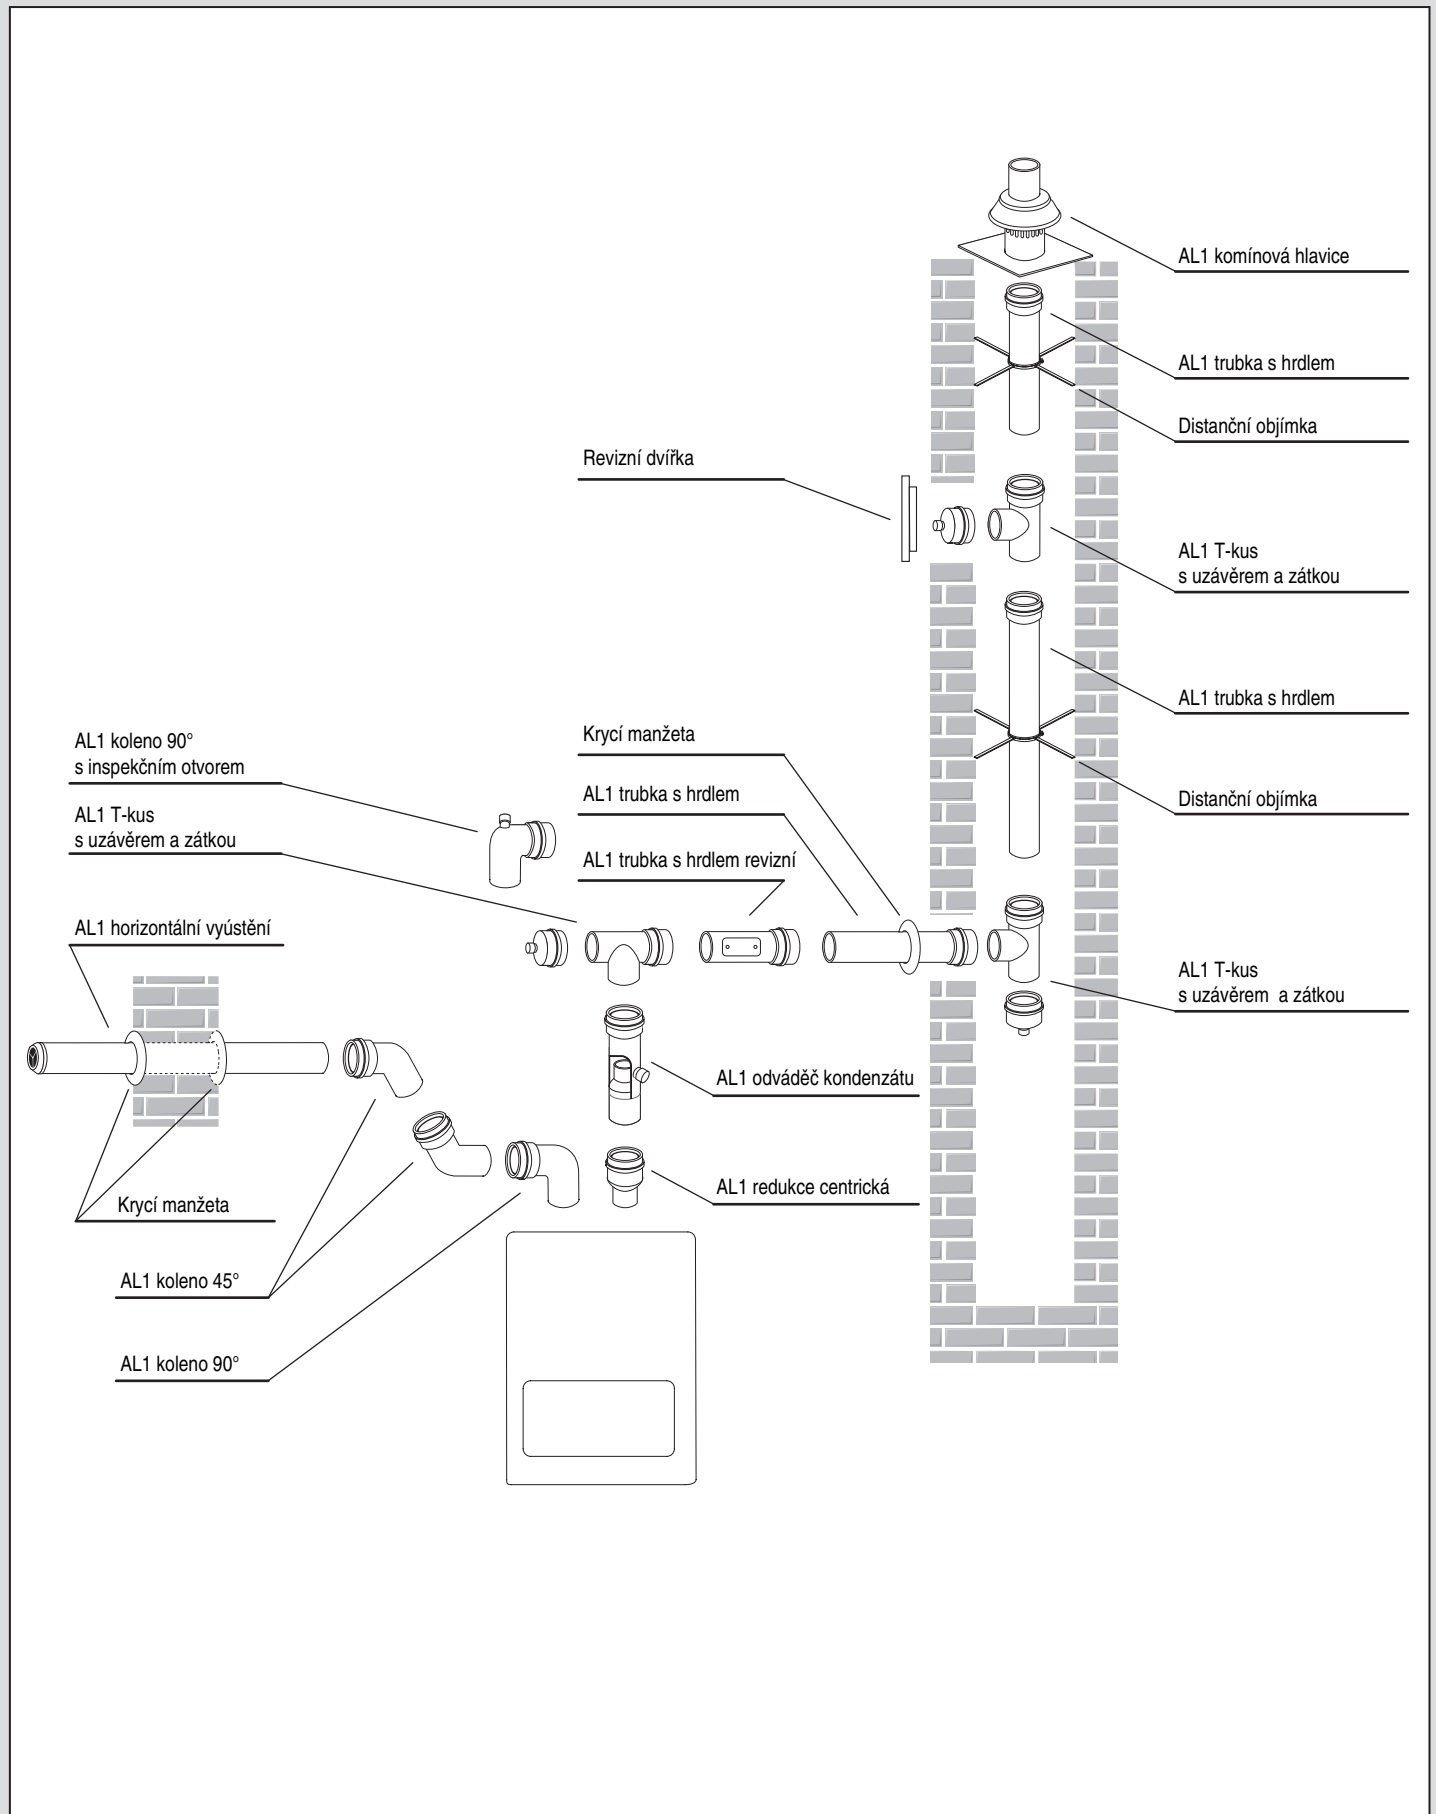 AL1 komínová hlavice
AL1 trubka s hrdlem
Distanční objímka
Revizní dvířka
AL1 T-kus
s uzávěrem a zátkou
AL1 trubka s hrdlem
Krycí manžeta
AL1 koleno 90°
s inspekčním otvorem
AL1 trubka s hrdlem
Distanční objímka
AL1 T-kus
s uzávěrem a zátkou
AL1 trubka s hrdlem revizní
AL1 horizontální vyústění
AL1 T-kus
s uzávěrem a zátkou
AL1 odváděč kondenzátu
AL1 redukce centrická
Krycí manžeta
AL1 koleno 45°
AL1 koleno 90°